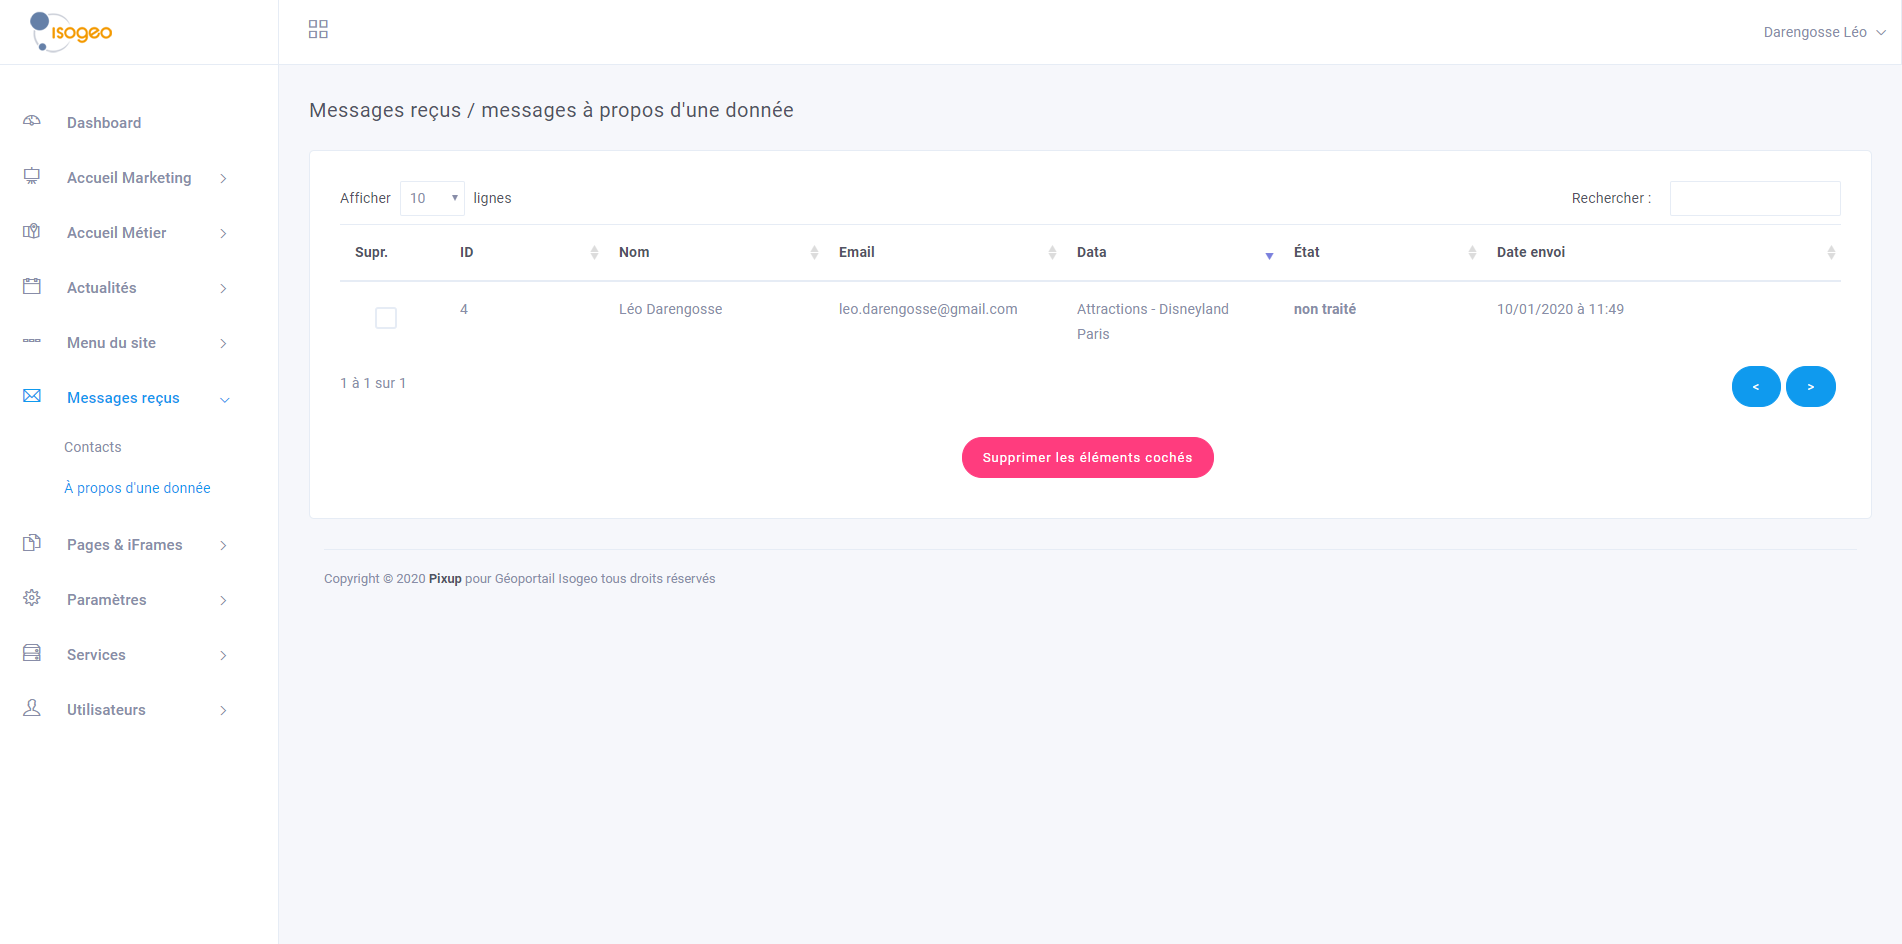 isogeo
Darengosse Léo
Dashboard
Accueil Marketing
Accueil Métier
Actualités
Menu du site
Messages reçus
Contacts
À propos d'une donnée
Pages & iFrames
Paramètres
Services
Utilisateurs
Messages reçus / messages à propos d'une donnée
Afficher 10 lignes
Rechercher :
Supr. ID Nom Email Data État Date envoi
4 Léo Darengosse leo.darengosse@gmail.com Attractions - Disneyland non traité 10/01/2020 à 11:49
Paris
1 à 1 sur 1
< >
Supprimer les éléments cochés
Copyright © 2020 Pixup pour Géoportail Isogeo tous droits réservés